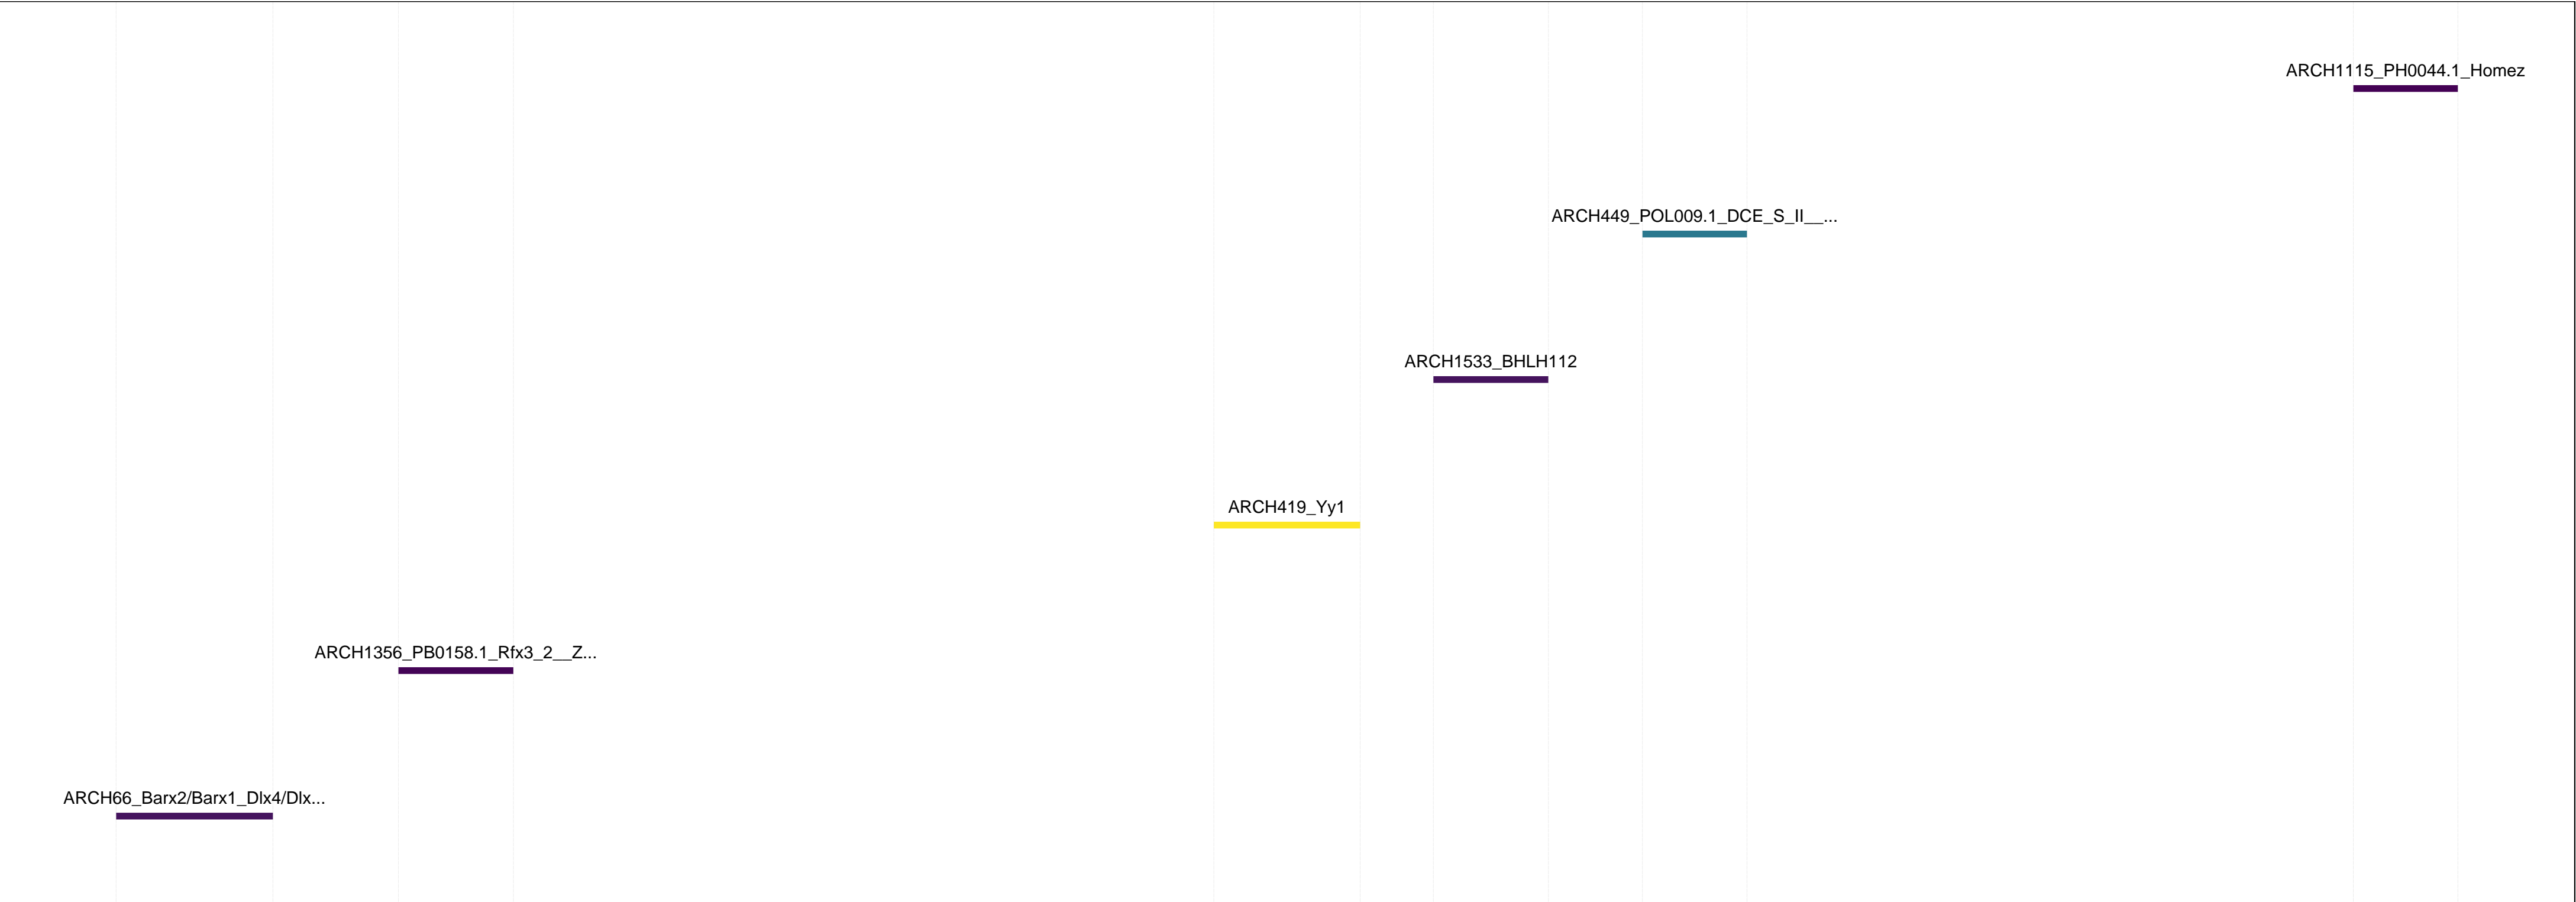 ARCH1115_PH0044.1_Homez
ARCH449_POL009.1_DCE_S_II__...
ARCH1533_BHLH112
ARCH419_Yy1
ARCH1356_PB0158.1_Rfx3_2__Z...
ARCH66_Barx2/Barx1_Dlx4/Dlx...